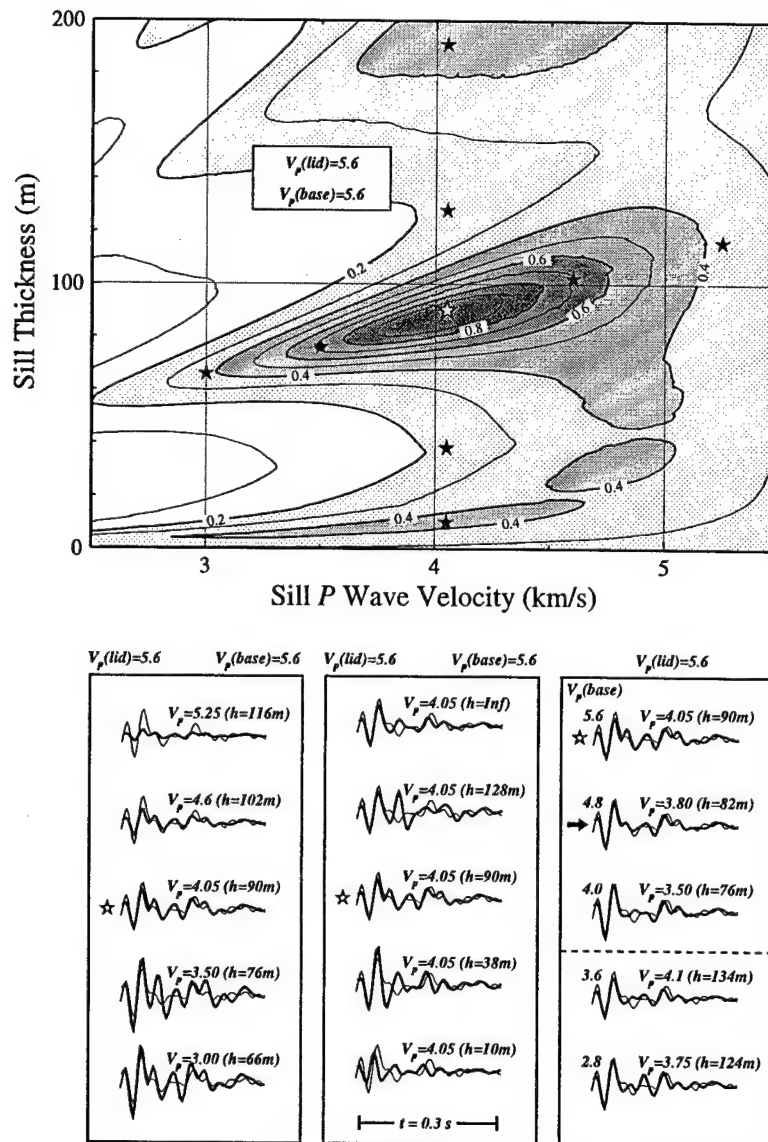 200
V_p(lid)=5.6
V_p(base)=5.6
Sill Thickness (m)
100
0
0.2
0.6
0.4
0.6
0.8
0.4
0.4
0.2
0.4
0.4
3
4
5
Sill P Wave Velocity (km/s)
V_p(lid)=5.6 V_p(base)=5.6
V_p=5.25 (h=116m)
V_p=4.6 (h=102m)
V_p=4.05 (h=90m)
V_p=3.50 (h=76m)
V_p=3.00 (h=66m)
V_p(lid)=5.6 V_p(base)=5.6
V_p=4.05 (h=Inf)
V_p=4.05 (h=128m)
V_p=4.05 (h=90m)
V_p=4.05 (h=38m)
V_p=4.05 (h=10m)
t = 0.3 s
V_p(lid)=5.6
V_p(base)
5.6 V_p=4.05 (h=90m)
4.8 V_p=3.80 (h=82m)
4.0 V_p=3.50 (h=76m)
3.6 V_p=4.1 (h=134m)
2.8 V_p=3.75 (h=124m)